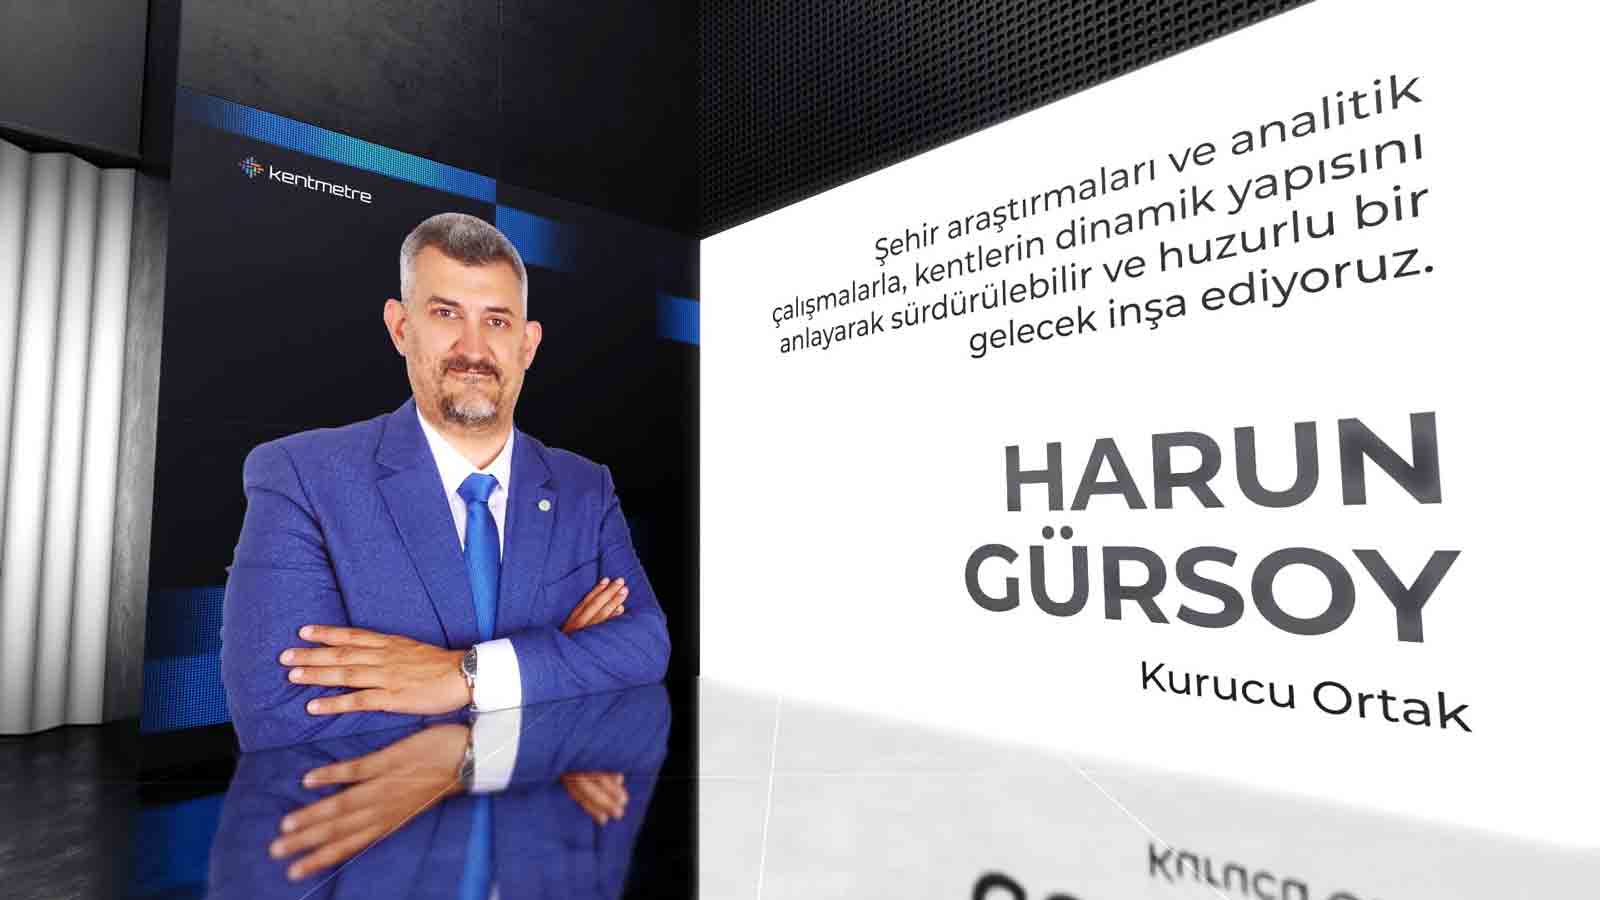 kentmetre
Şehir araştırmaları ve analitik
çalışmalarla, kentlerin dinamik yapısını
anlayarak sürdürülebilir ve huzurlu bir
gelecek inşa ediyoruz.
HARUN
GÜRSOY
Kurucu Ortak